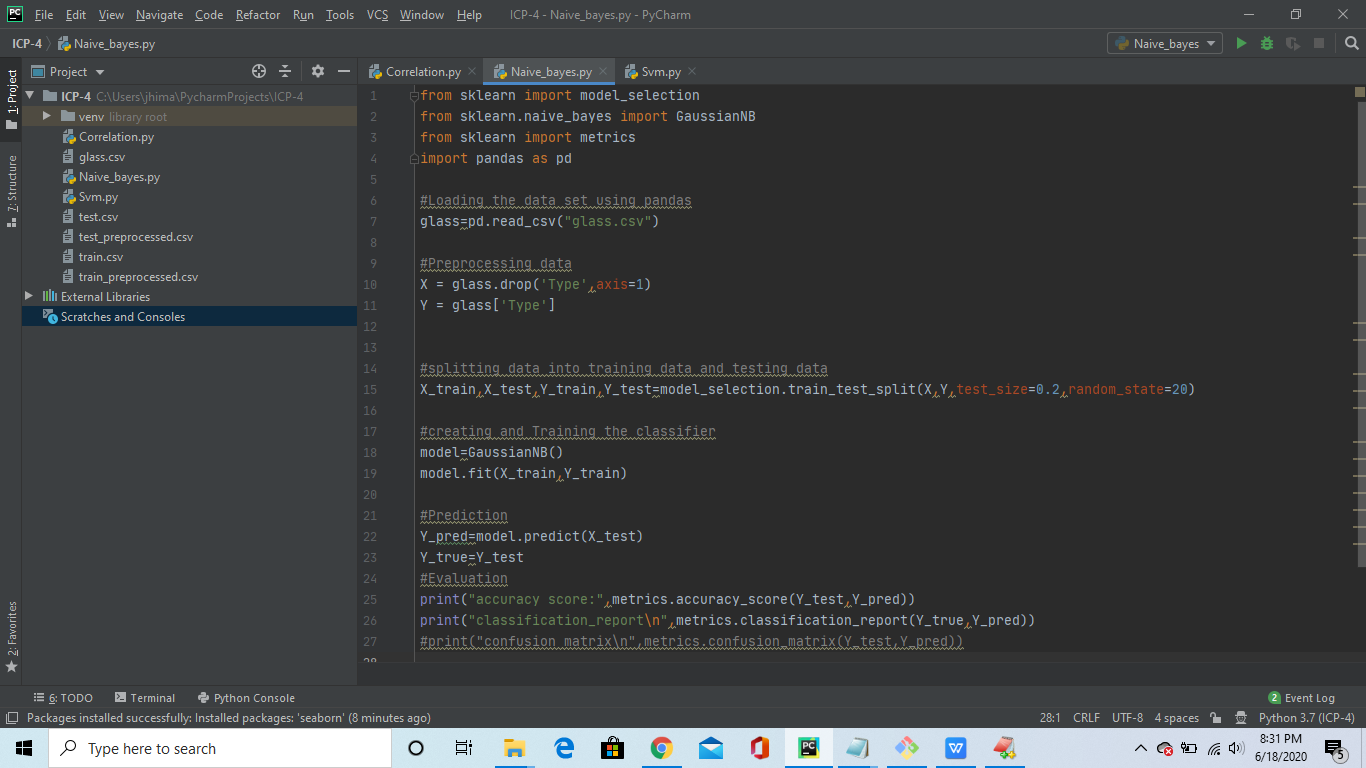 PC File Edit View Navigate Code Refactor Run Tools VCS Window Help ICP-4 - Naive_bayes.py - PyCharm
ICP-4 Naive_bayes.py Naive_bayes
Project Correlation.py Naive_bayes.py Svm.py
1: Project
7: Structure
2: Favorites
ICP-4 C:\Users\jhima\PycharmProjects\ICP-4
venv library root
Correlation.py
glass.csv
Naive_bayes.py
Svm.py
test.csv
test_preprocessed.csv
train.csv
train_preprocessed.csv
External Libraries
Scratches and Consoles
1 from sklearn import model_selection
2 from sklearn.naive_bayes import GaussianNB
3 from sklearn import metrics
4 import pandas as pd
5
6 #Loading the data set using pandas
7 glass=pd.read_csv("glass.csv")
8
9 #Preprocessing data
10 X = glass.drop('Type',axis=1)
11 Y = glass['Type']
12
13
14 #splitting data into training data and testing data
15 X_train,X_test,Y_train,Y_test=model_selection.train_test_split(X,Y,test_size=0.2,random_state=20)
16
17 #creating and Training the classifier
18 model=GaussianNB()
19 model.fit(X_train,Y_train)
20
21 #Prediction
22 Y_pred=model.predict(X_test)
23 Y_true=Y_test
24 #Evaluation
25 print("accuracy score:",metrics.accuracy_score(Y_test,Y_pred))
26 print("classification_report\n",metrics.classification_report(Y_true,Y_pred))
27 #print("confusion matrix\n",metrics.confusion_matrix(Y_test,Y_pred))
28
6: TODO Terminal Python Console 2 Event Log
Packages installed successfully: Installed packages: 'seaborn' (8 minutes ago) 28:1 CRLF UTF-8 4 spaces Python 3.7 (ICP-4)
Type here to search PC W 8:31 PM
6/18/2020 5